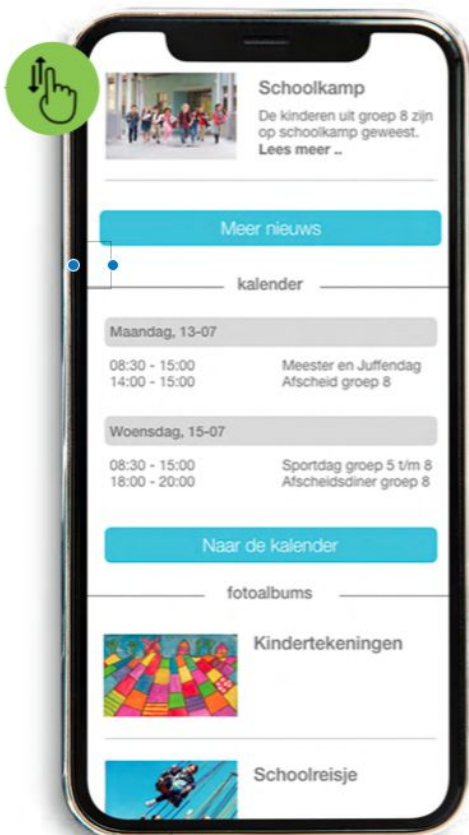 Schoolkamp
De kinderen uit groep 8 zijn
op schoolkamp geweest.
Lees meer ..
Meer nieuws
kalender
Maandag, 13-07
08:30 - 15:00 Meester en Juffendag
14:00 - 15:00 Afscheid groep 8
Woensdag, 15-07
08:30 - 15:00 Sportdag groep 5 t/m 8
18:00 - 20:00 Afscheidsdiner groep 8
Naar de kalender
fotoalbums
Kindertekeningen
Schoolreisje